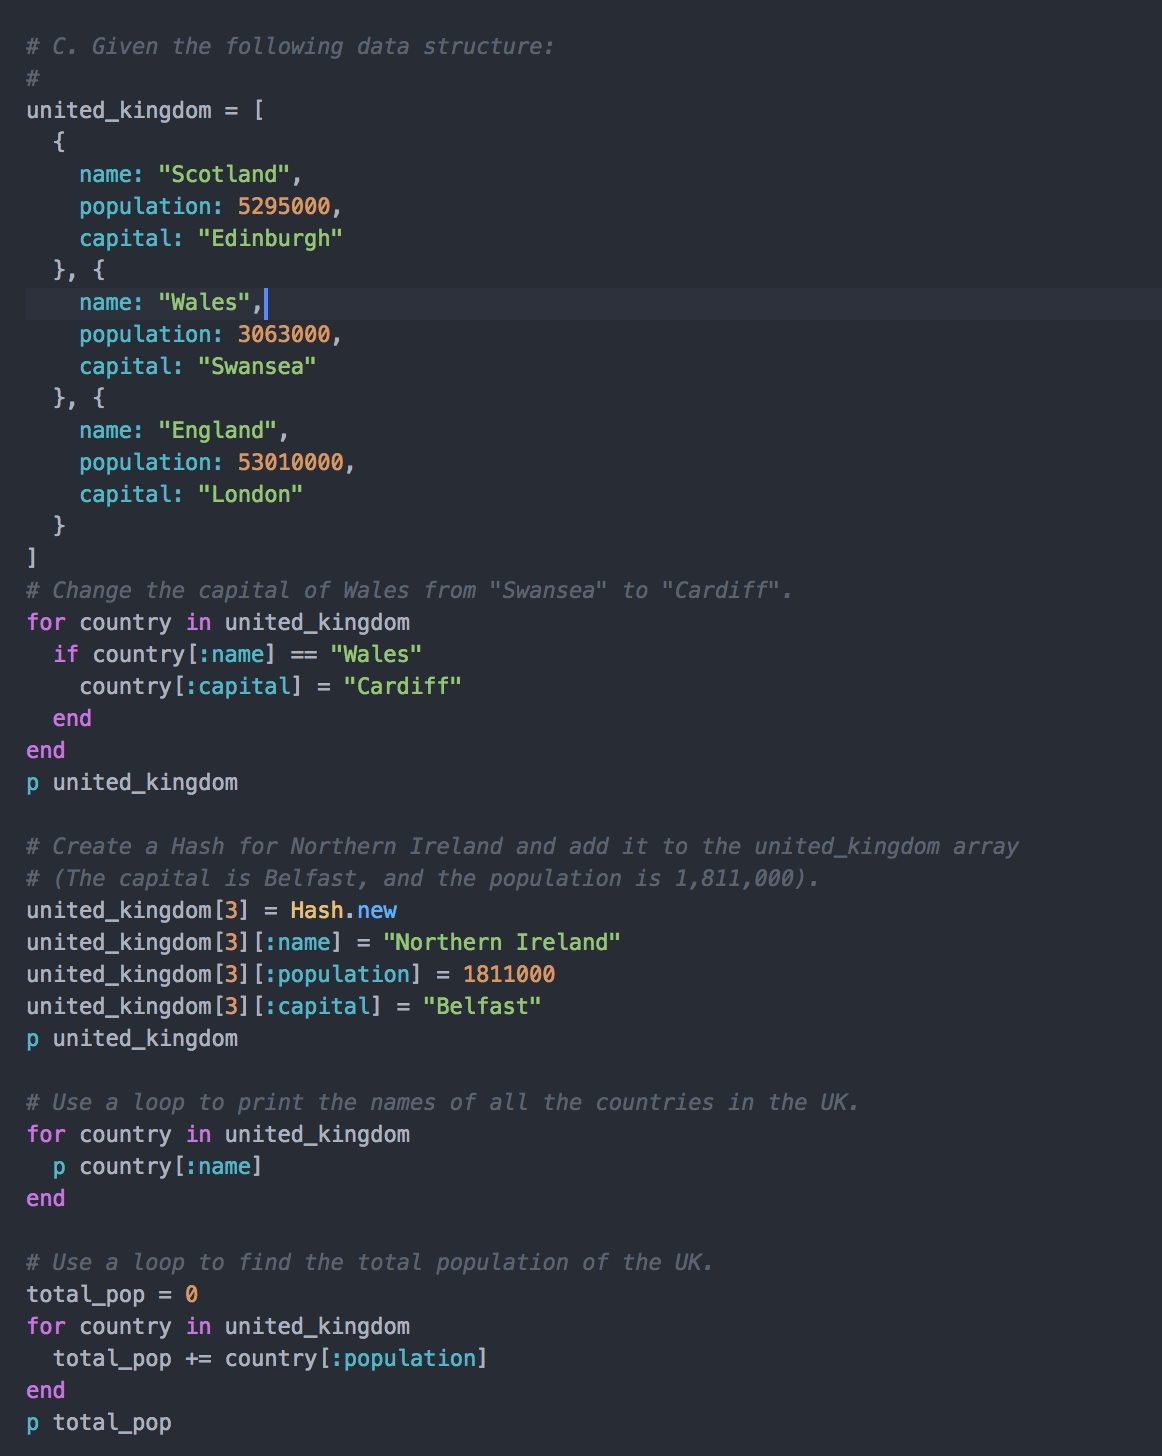 # C. Given the following data structure:
#
united_kingdom = [
  {
    name: "Scotland",
    population: 5295000,
    capital: "Edinburgh"
  }, {
    name: "Wales",
    population: 3063000,
    capital: "Swansea"
  }, {
    name: "England",
    population: 53010000,
    capital: "London"
  }
]
# Change the capital of Wales from "Swansea" to "Cardiff".
for country in united_kingdom
  if country[:name] == "Wales"
    country[:capital] = "Cardiff"
  end
end
p united_kingdom

# Create a Hash for Northern Ireland and add it to the united_kingdom array
# (The capital is Belfast, and the population is 1,811,000).
united_kingdom[3] = Hash.new
united_kingdom[3][:name] = "Northern Ireland"
united_kingdom[3][:population] = 1811000
united_kingdom[3][:capital] = "Belfast"
p united_kingdom

# Use a loop to print the names of all the countries in the UK.
for country in united_kingdom
  p country[:name]
end

# Use a loop to find the total population of the UK.
total_pop = 0
for country in united_kingdom
  total_pop += country[:population]
end
p total_pop